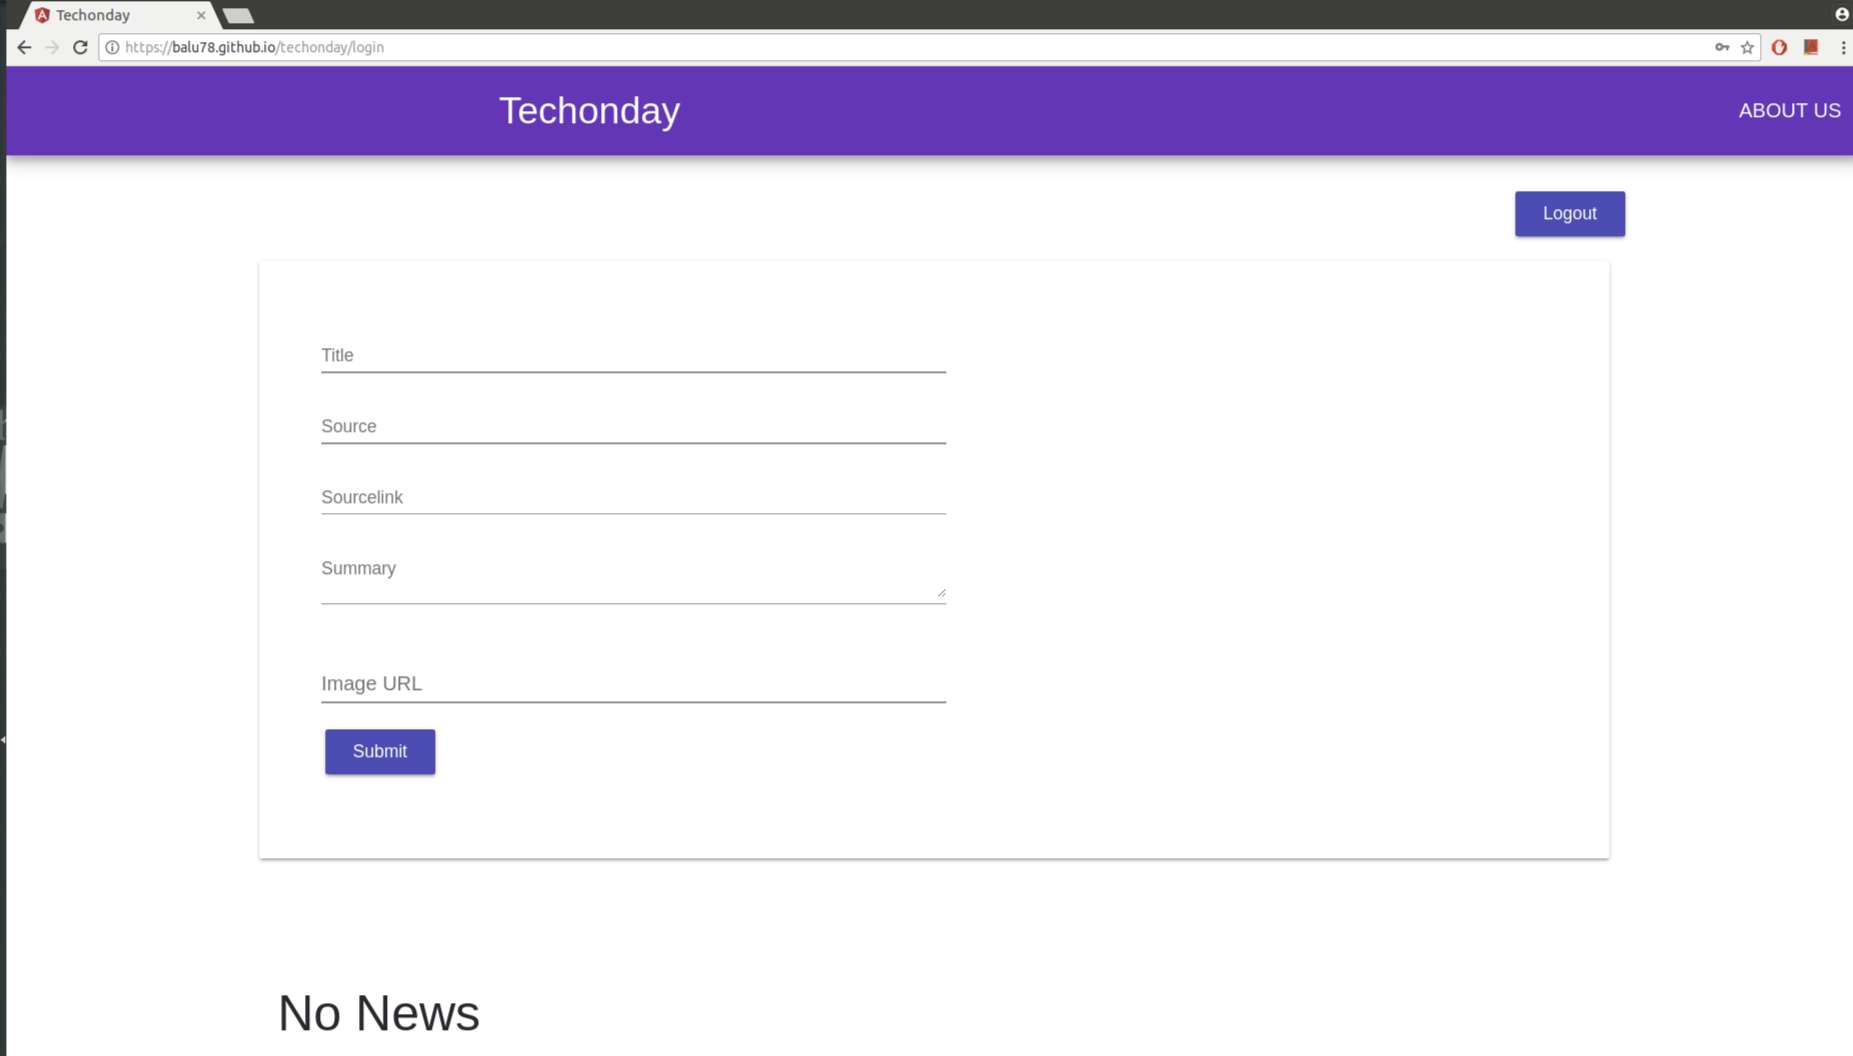 Techonday
https://balu78.github.io/techonday/login
Techonday
ABOUT US
Logout
Title
Source
Sourcelink
Summary
Image URL
Submit
No News